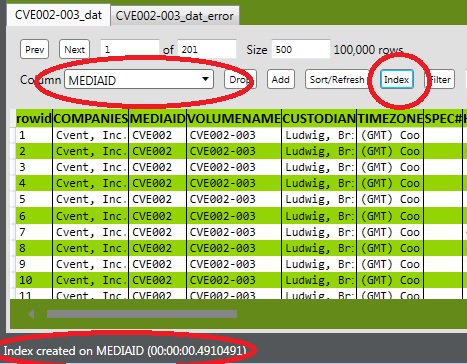 CVE002-003_dat CVE002-003_dat_error
Prev Next 1 of 201 Size 500 100,000 rows
Column MEDIAID Drop Add Sort/Refresh Index Filter
rowid COMPANIES MEDIAID VOLUMENAME CUSTODIAN TIMEZONE SPEC#
1 Cvent, Inc. CVE002 CVE002-003 Ludwig, Br: (GMT) Coo
2 Cvent, Inc. CVE002 CVE002-003 Ludwig, Br: (GMT) Coo
3 Cvent, Inc. CVE002 CVE002-003 Ludwig, Br: (GMT) Coo
4 Cvent, Inc. CVE002 CVE002-003 Ludwig, Br: (GMT) Coo
5 Cvent, Inc. CVE002 CVE002-003 Ludwig, Br: (GMT) Coo
6 Cvent, Inc. CVE002 CVE002-003 Ludwig, Br: (GMT) Coo
7 Cvent, Inc. CVE002 CVE002-003 Ludwig, Br: (GMT) Coo
8 Cvent, Inc. CVE002 CVE002-003 Ludwig, Br: (GMT) Coo
9 Cvent, Inc. CVE002 CVE002-003 Ludwig, Br: (GMT) Coo
10 Cvent, Inc. CVE002 CVE002-003 Ludwig, Br: (GMT) Coo
11 Cvent, Inc. CVE002 CVE002-003 Ludwig, Br: (GMT) Coo
Index created on MEDIAID (00:00:00.4910491)